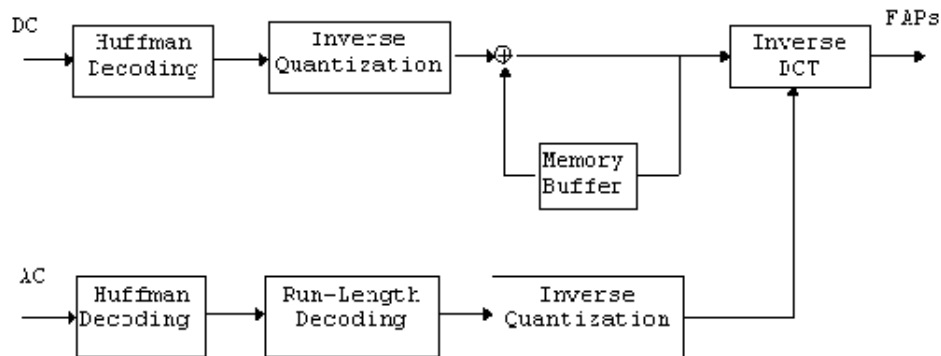 DC
Huffman
Decoding
Inverse
Quantization
Inverse
DCT
FAPs
Memory
Buffer
AC
Huffman
Decoding
Run-Length
Decoding
Inverse
Quantization